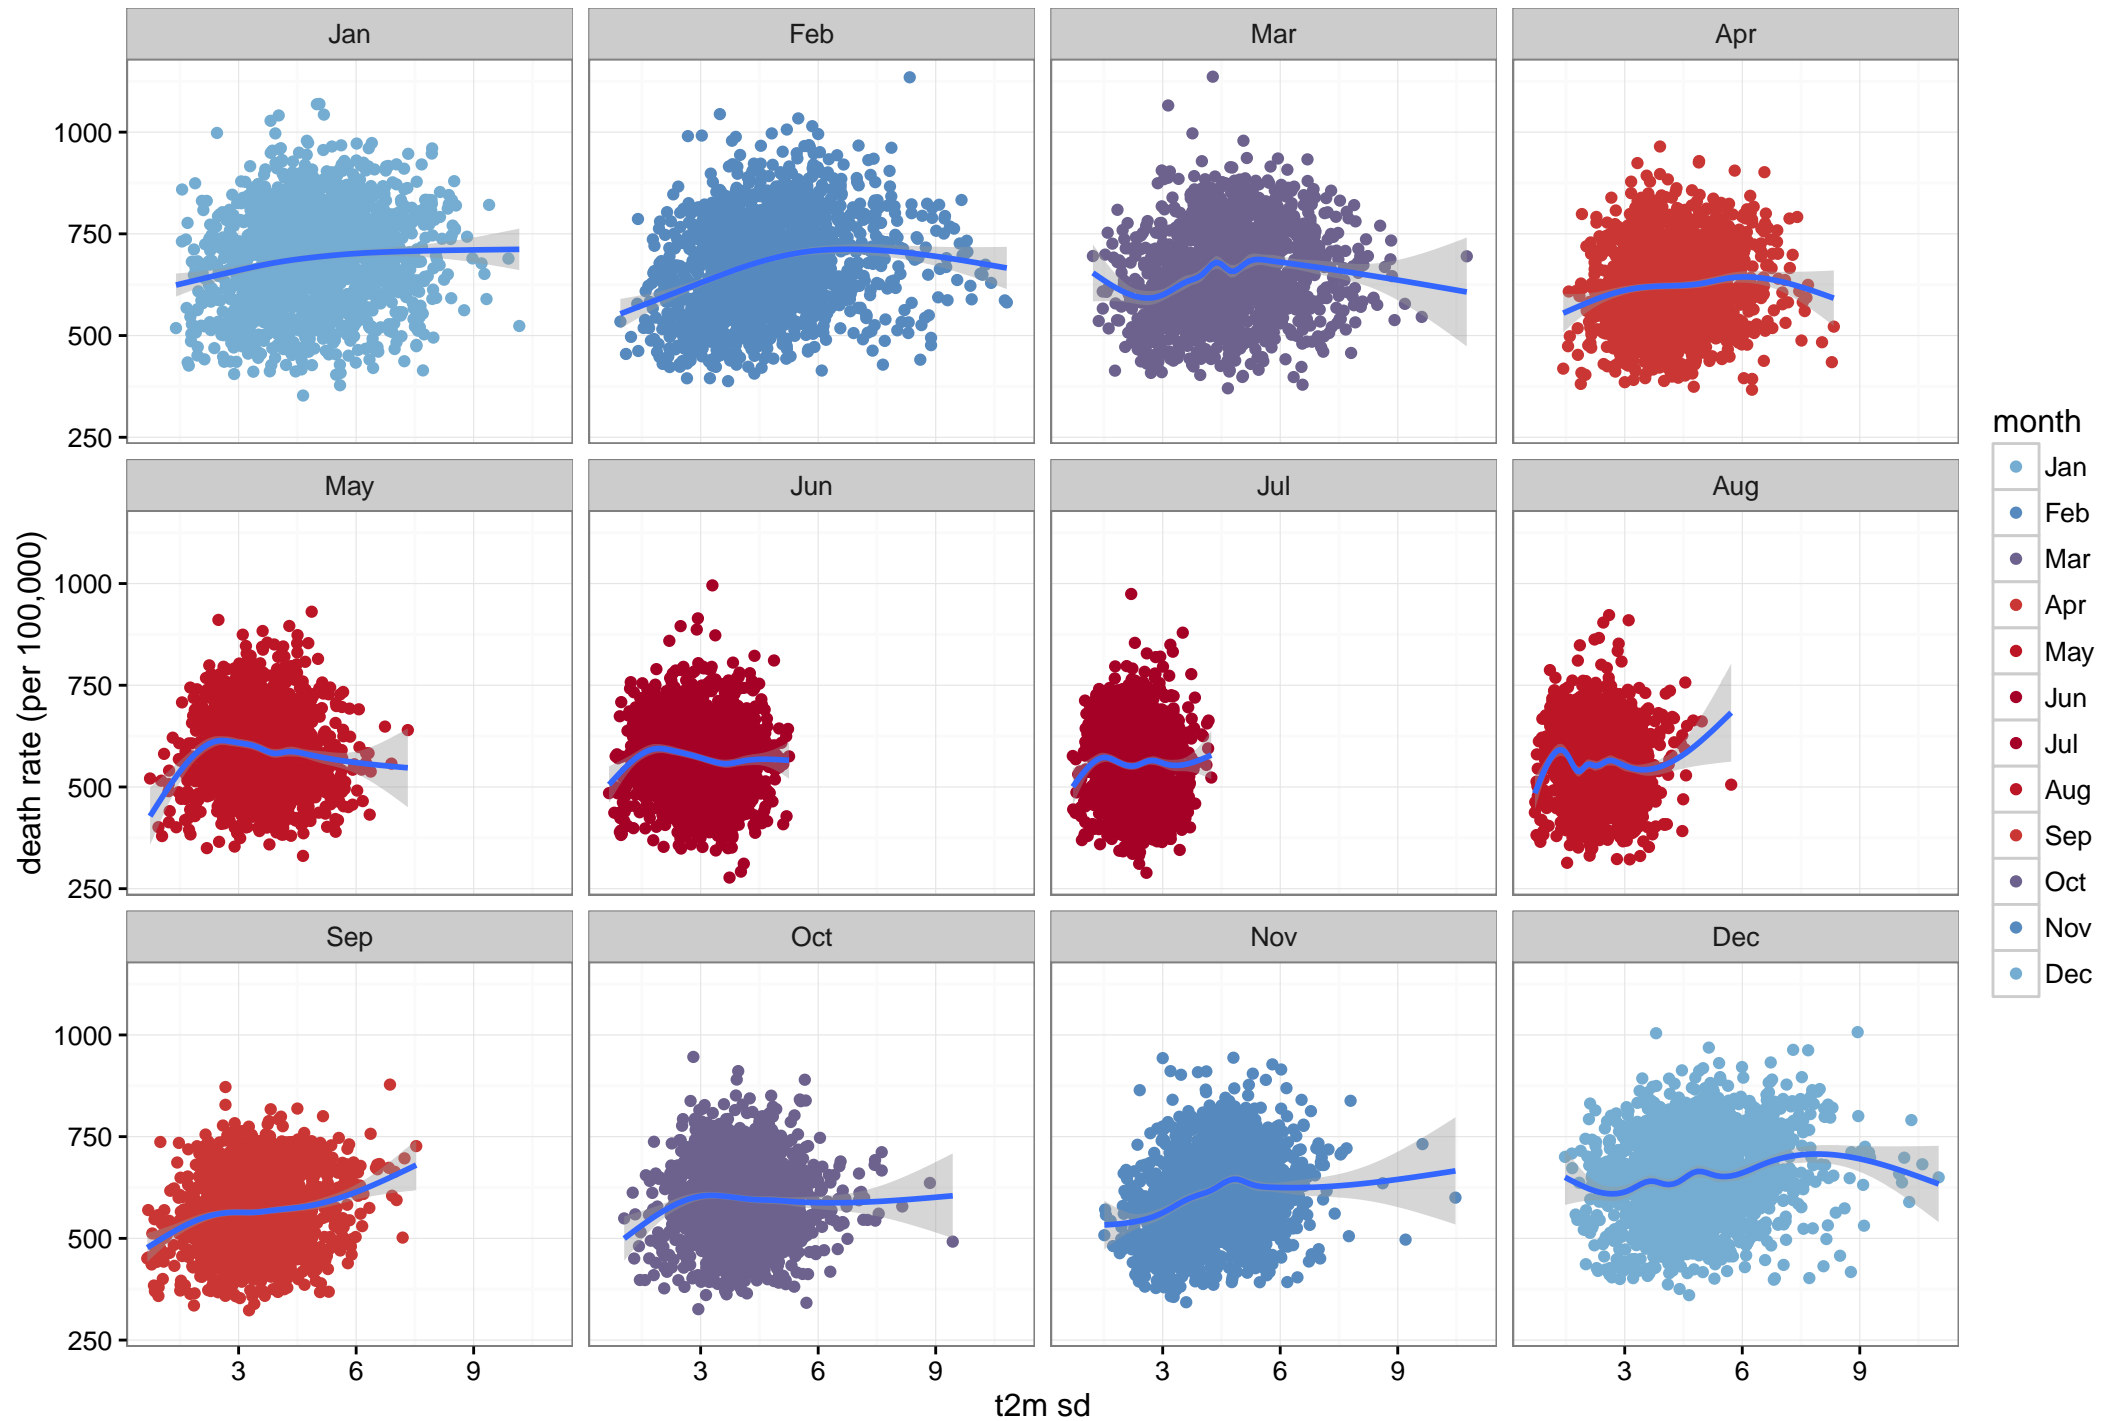 Jan Feb Mar Apr
1000
750
500
250
May Jun Jul Aug
1000
750
500
250
Sep Oct Nov Dec
1000
750
500
250
3 6 9 3 6 9 3 6 9 3 6 9
t2m sd
death rate (per 100,000)
month
Jan
Feb
Mar
Apr
May
Jun
Jul
Aug
Sep
Oct
Nov
Dec